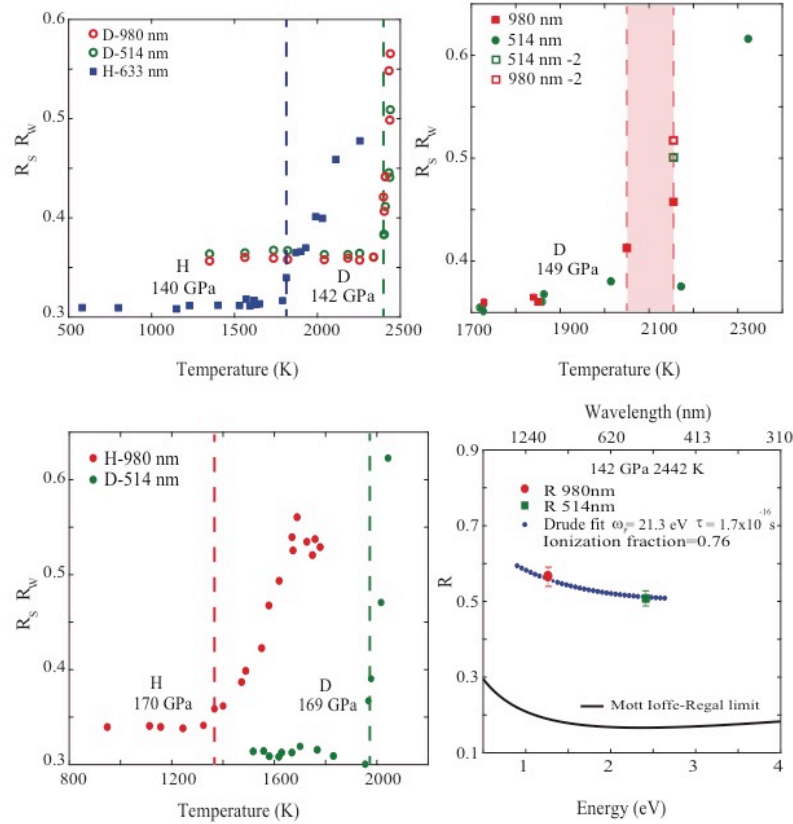 D-980 nm
D-514 nm
H-633 nm
0.6
0.5
0.4
0.3
R_s R_w
H
140 GPa
D
142 GPa
500 1000 1500 2000 2500
Temperature (K)
980 nm
514 nm
514 nm -2
980 nm -2
0.6
0.5
0.4
R_s R_w
D
149 GPa
1700 1900 2100 2300
Temperature (K)
H-980 nm
D-514 nm
0.6
0.5
0.4
0.3
R_s R_w
H
170 GPa
D
169 GPa
800 1200 1600 2000
Temperature (K)
Wavelength (nm)
1240 620 413 310
142 GPa 2442 K
R 980nm
R 514nm
Drude fit ω_p= 21.3 eV τ = 1.7x10^-16 s
Ionization fraction=0.76
0.9
0.7
0.5
0.3
0.1
R
Mott Ioffe-Regal limit
1 2 3 4
Energy (eV)